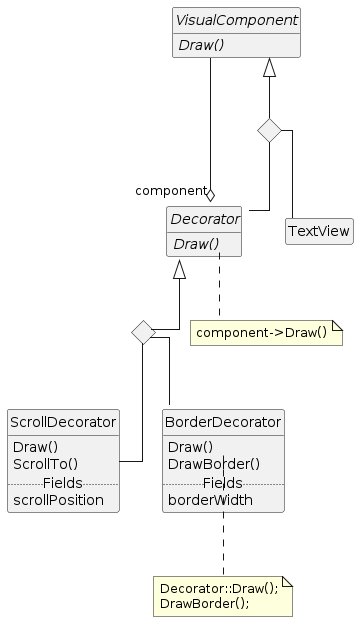 VisualComponent
Draw()
component
Decorator
Draw()
TextView
component->Draw()
ScrollDecorator
Draw()
ScrollTo()
Fields
scrollPosition
BorderDecorator
Draw()
DrawBorder()
Fields
borderWidth
Decorator::Draw();
DrawBorder();